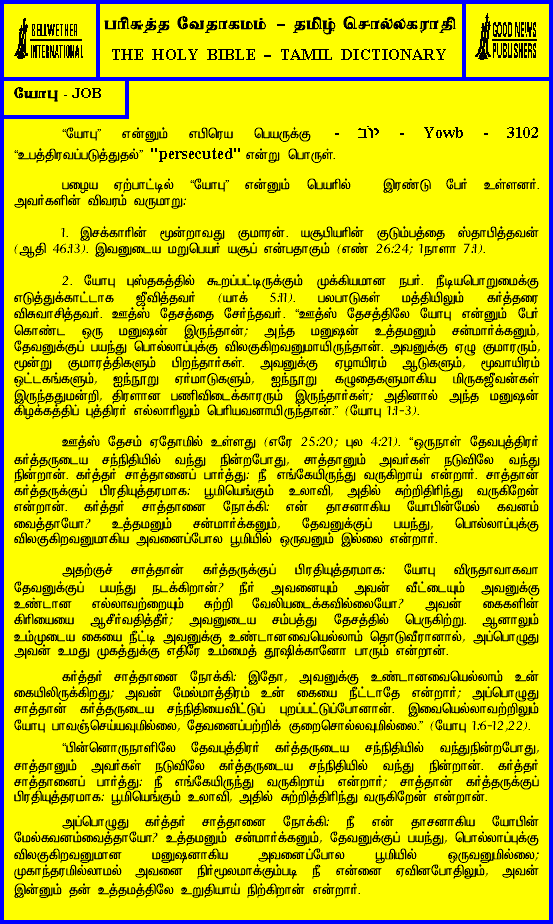 BELLWETHER
INTERNATIONAL
பரிசுத்த வேதாகமம் – தமிழ் சொல்லகராதி
THE HOLY BIBLE – TAMIL DICTIONARY
GOOD NEWS
PUBLISHERS
யோபு - JOB
“யோபு” என்னும் எபிரெய பெயருக்கு - יוֹב - Yowb - 3102
“உபத்திரவப்படுத்துதல்” "persecuted" என்று பொருள்.
பழைய ஏற்பாட்டில் “யோபு” என்னும் பெயரில் இரண்டு பேர் உள்ளனர்.
அவர்களின் விவரம் வருமாறு:
1. இசக்காரின் மூன்றாவது குமாரன். யசூபியரின் குடும்பத்தை ஸ்தாபித்தவன்
(ஆதி 46:13). இவனுடைய மறுபெயர் யசூப் என்பதாகும் (எண் 26:24; 1நாளா 7:1).
2. யோபு புஸ்தகத்தில் கூறப்பட்டிருக்கும் முக்கியமான நபர். நீடியபொறுமைக்கு
எடுத்துக்காட்டாக ஜீவித்தவர் (யாக் 5:11). பலபாடுகள் மத்தியிலும் கர்த்தரை
விசுவாசித்தவர். ஊத்ஸ் தேசத்தை சேர்ந்தவர். “ஊத்ஸ் தேசத்திலே யோபு என்னும் பேர்
கொண்ட ஒரு மனுஷன் இருந்தான்; அந்த மனுஷன் உத்தமனும் சன்மார்க்கனும்,
தேவனுக்குப் பயந்து பொல்லாப்புக்கு விலகுகிறவனுமாயிருந்தான். அவனுக்கு ஏழு குமாரரும்,
மூன்று குமாரத்திகளும் பிறந்தார்கள். அவனுக்கு ஏழாயிரம் ஆடுகளும், மூவாயிரம்
ஒட்டகங்களும், ஐந்நூறு ஏர்மாடுகளும், ஐந்நூறு கழுதைகளுமாகிய மிருகஜீவன்கள்
இருந்ததுமன்றி, திரளான பணிவிடைக்காரரும் இருந்தார்கள்; அதினால் அந்த மனுஷன்
கிழக்கத்திப் புத்திரர் எல்லாரிலும் பெரியவனாயிருந்தான்.” (யோபு 1:1-3).
ஊத்ஸ் தேசம் ஏதோமில் உள்ளது (எரே 25:20; புல 4:21). “ஒருநாள் தேவபுத்திரர்
கர்த்தருடைய சந்நிதியில் வந்து நின்றபோது, சாத்தானும் அவர்கள் நடுவிலே வந்து
நின்றான். கர்த்தர் சாத்தானைப் பார்த்து: நீ எங்கேயிருந்து வருகிறாய் என்றார். சாத்தான்
கர்த்தருக்குப் பிரதியுத்தரமாக: பூமியெங்கும் உலாவி, அதில் சுற்றிதிரிந்து வருகிறேன்
என்றான். கர்த்தர் சாத்தானை நோக்கி: என் தாசனாகிய யோபின்மேல் கவனம்
வைத்தாயோ? உத்தமனும் சன்மார்க்கனும், தேவனுக்குப் பயந்து, பொல்லாப்புக்கு
விலகுகிறவனுமாகிய அவனைப்போல பூமியில் ஒருவனும் இல்லை என்றார்.
அதற்குச் சாத்தான் கர்த்தருக்குப் பிரதியுத்தரமாக: யோபு விருதாவாகவா
தேவனுக்குப் பயந்து நடக்கிறான்? நீர் அவனையும் அவன் வீட்டையும் அவனுக்கு
உண்டான எல்லாவற்றையும் சுற்றி வேலியடைக்கவில்லையோ? அவன் கைகளின்
கிரியையை ஆசீர்வதித்தீர்; அவனுடைய சம்பத்து தேசத்தில் பெருகிற்று. ஆனாலும்
உம்முடைய கையை நீட்டி அவனுக்கு உண்டானவையெல்லாம் தொடுவீரானால், அப்பொழுது
அவன் உமது முகத்துக்கு எதிரே உம்மைத் தூஷிக்கானோ பாரும் என்றான்.
கர்த்தர் சாத்தானை நோக்கி: இதோ, அவனுக்கு உண்டானவையெல்லாம் உன்
கையிலிருக்கிறது; அவன் மேல்மாத்திரம் உன் கையை நீட்டாதே என்றார்; அப்பொழுது
சாத்தான் கர்த்தருடைய சந்நிதியைவிட்டுப் புறப்பட்டுப்போனான். இவையெல்லாவற்றிலும்
யோபு பாவஞ்செய்யவுமில்லை, தேவனைப்பற்றிக் குறைசொல்லவுமில்லை.” (யோபு 1:6-12,22).
“பின்னொருநாளிலே தேவபுத்திரர் கர்த்தருடைய சந்நிதியில் வந்துநின்றபோது,
சாத்தானும் அவர்கள் நடுவிலே கர்த்தருடைய சந்நிதியில் வந்து நின்றான். கர்த்தர்
சாத்தானைப் பார்த்து: நீ எங்கேயிருந்து வருகிறாய் என்றார்; சாத்தான் கர்த்தருக்குப்
பிரதியுத்தரமாக: பூமியெங்கும் உலாவி, அதில் சுற்றித்திரிந்து வருகிறேன் என்றான்.
அப்பொழுது கர்த்தர் சாத்தானை நோக்கி: நீ என் தாசனாகிய யோபின்
மேல்கவனம்வைத்தாயோ? உத்தமனும் சன்மார்க்கனும், தேவனுக்குப் பயந்து, பொல்லாப்புக்கு
விலகுகிறவனுமான மனுஷனாகிய அவனைப்போல பூமியில் ஒருவனுமில்லை;
முகாந்தரமில்லாமல் அவனை நிர்மூலமாக்கும்படி நீ என்னை ஏவினபோதிலும், அவன்
இன்னும் தன் உத்தமத்திலே உறுதியாய் நிற்கிறான் என்றார்.